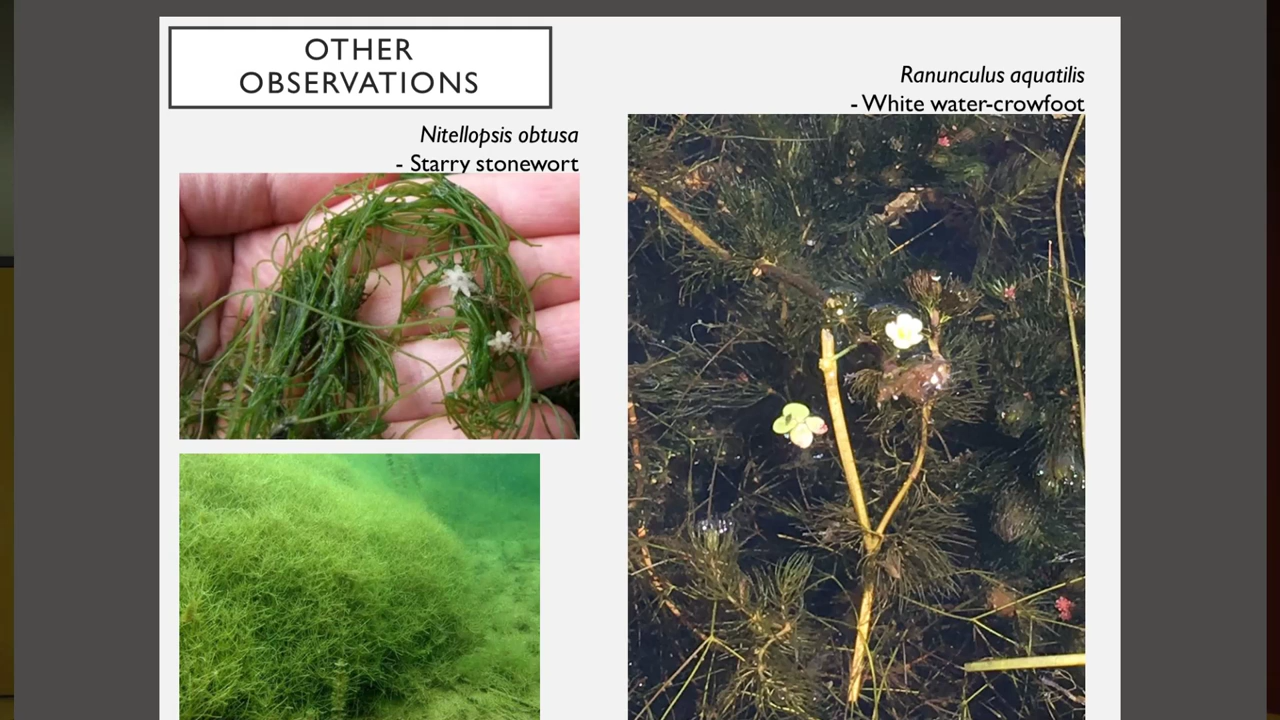 OTHER
OBSERVATIONS
Nitellopsis obtusa
- Starry stonewort
Ranunculus aquatilis
- White water-crowfoot